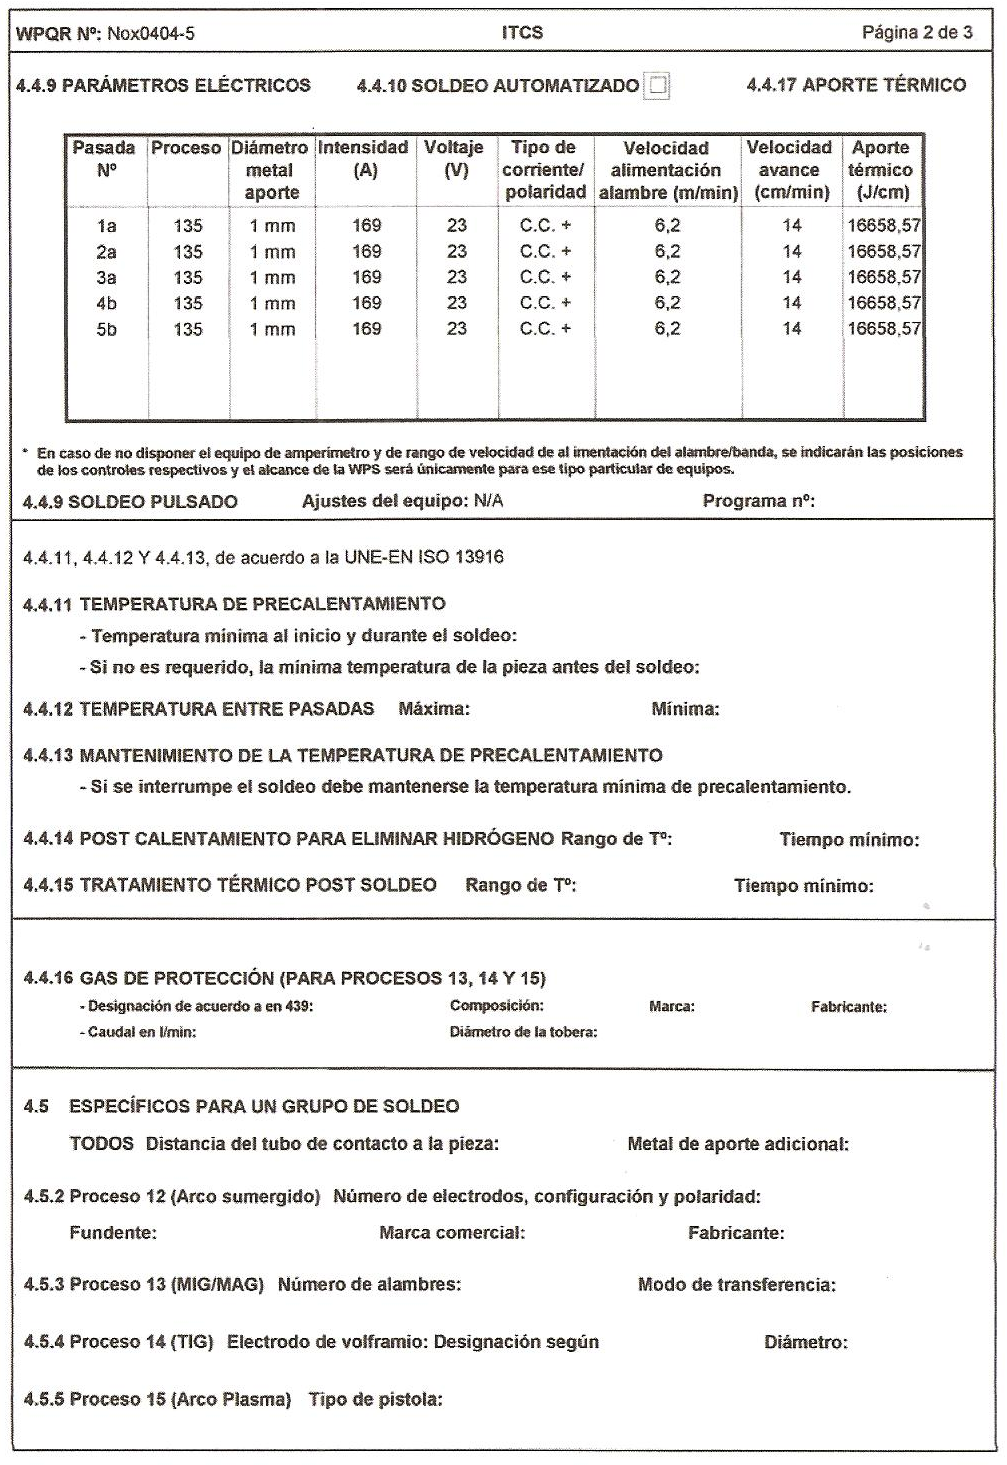 WPQR Nº: Nox0404-5 ITCS Página 2 de 3
4.4.9 PARÁMETROS ELÉCTRICOS 4.4.10 SOLDEO AUTOMATIZADO 4.4.17 APORTE TÉRMICO
Pasada Proceso Diámetro Intensidad Voltaje Tipo de Velocidad Velocidad Aporte
Nº metal (A) (V) corriente/ alimentación avance térmico
aporte polaridad alambre (m/min) (cm/min) (J/cm)
1a 135 1 mm 169 23 C.C. + 6,2 14 16658,57
2a 135 1 mm 169 23 C.C. + 6,2 14 16658,57
3a 135 1 mm 169 23 C.C. + 6,2 14 16658,57
4b 135 1 mm 169 23 C.C. + 6,2 14 16658,57
5b 135 1 mm 169 23 C.C. + 6,2 14 16658,57
* En caso de no disponer el equipo de amperímetro y de rango de velocidad de al imentación del alambre/banda, se indicarán las posiciones
de los controles respectivos y el alcance de la WPS será únicamente para ese tipo particular de equipos.
4.4.9 SOLDEO PULSADO Ajustes del equipo: N/A Programa nº:
4.4.11, 4.4.12 Y 4.4.13, de acuerdo a la UNE-EN ISO 13916
4.4.11 TEMPERATURA DE PRECALENTAMIENTO
- Temperatura mínima al inicio y durante el soldeo:
- Si no es requerido, la mínima temperatura de la pieza antes del soldeo:
4.4.12 TEMPERATURA ENTRE PASADAS Máxima: Mínima:
4.4.13 MANTENIMIENTO DE LA TEMPERATURA DE PRECALENTAMIENTO
- Si se interrumpe el soldeo debe mantenerse la temperatura mínima de precalentamiento.
4.4.14 POST CALENTAMIENTO PARA ELIMINAR HIDRÓGENO Rango de Tº: Tiempo mínimo:
4.4.15 TRATAMIENTO TÉRMICO POST SOLDEO Rango de Tº: Tiempo mínimo:
4.4.16 GAS DE PROTECCIÓN (PARA PROCESOS 13, 14 Y 15)
- Designación de acuerdo a en 439: Composición: Marca: Fabricante:
- Caudal en l/min: Diámetro de la tobera:
4.5 ESPECÍFICOS PARA UN GRUPO DE SOLDEO
TODOS Distancia del tubo de contacto a la pieza: Metal de aporte adicional:
4.5.2 Proceso 12 (Arco sumergido) Número de electrodos, configuración y polaridad:
Fundente: Marca comercial: Fabricante:
4.5.3 Proceso 13 (MIG/MAG) Número de alambres: Modo de transferencia:
4.5.4 Proceso 14 (TIG) Electrodo de volframio: Designación según Diámetro:
4.5.5 Proceso 15 (Arco Plasma) Tipo de pistola: